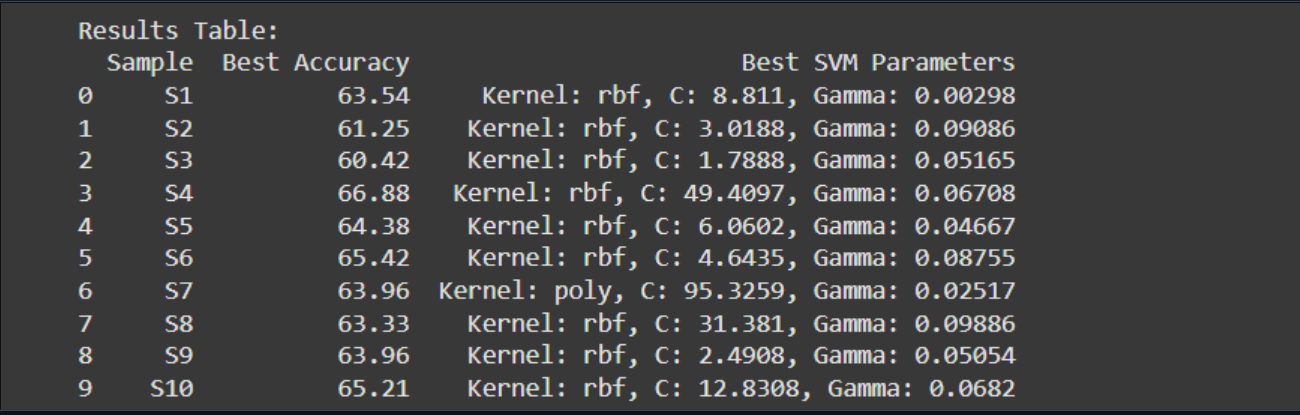 Results Table:
Sample Best Accuracy Best SVM Parameters
0 S1 63.54 Kernel: rbf, C: 8.811, Gamma: 0.00298
1 S2 61.25 Kernel: rbf, C: 3.0188, Gamma: 0.09086
2 S3 60.42 Kernel: rbf, C: 1.7888, Gamma: 0.05165
3 S4 66.88 Kernel: rbf, C: 49.4097, Gamma: 0.06708
4 S5 64.38 Kernel: rbf, C: 6.0602, Gamma: 0.04667
5 S6 65.42 Kernel: rbf, C: 4.6435, Gamma: 0.08755
6 S7 63.96 Kernel: poly, C: 95.3259, Gamma: 0.02517
7 S8 63.33 Kernel: rbf, C: 31.381, Gamma: 0.09886
8 S9 63.96 Kernel: rbf, C: 2.4908, Gamma: 0.05054
9 S10 65.21 Kernel: rbf, C: 12.8308, Gamma: 0.0682